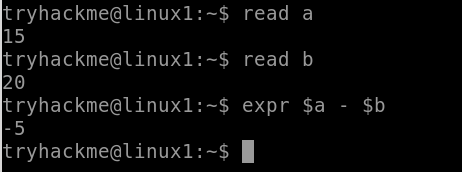 tryhackme@linux1:~$ read a
15
tryhackme@linux1:~$ read b
20
tryhackme@linux1:~$ expr $a - $b
-5
tryhackme@linux1:~$